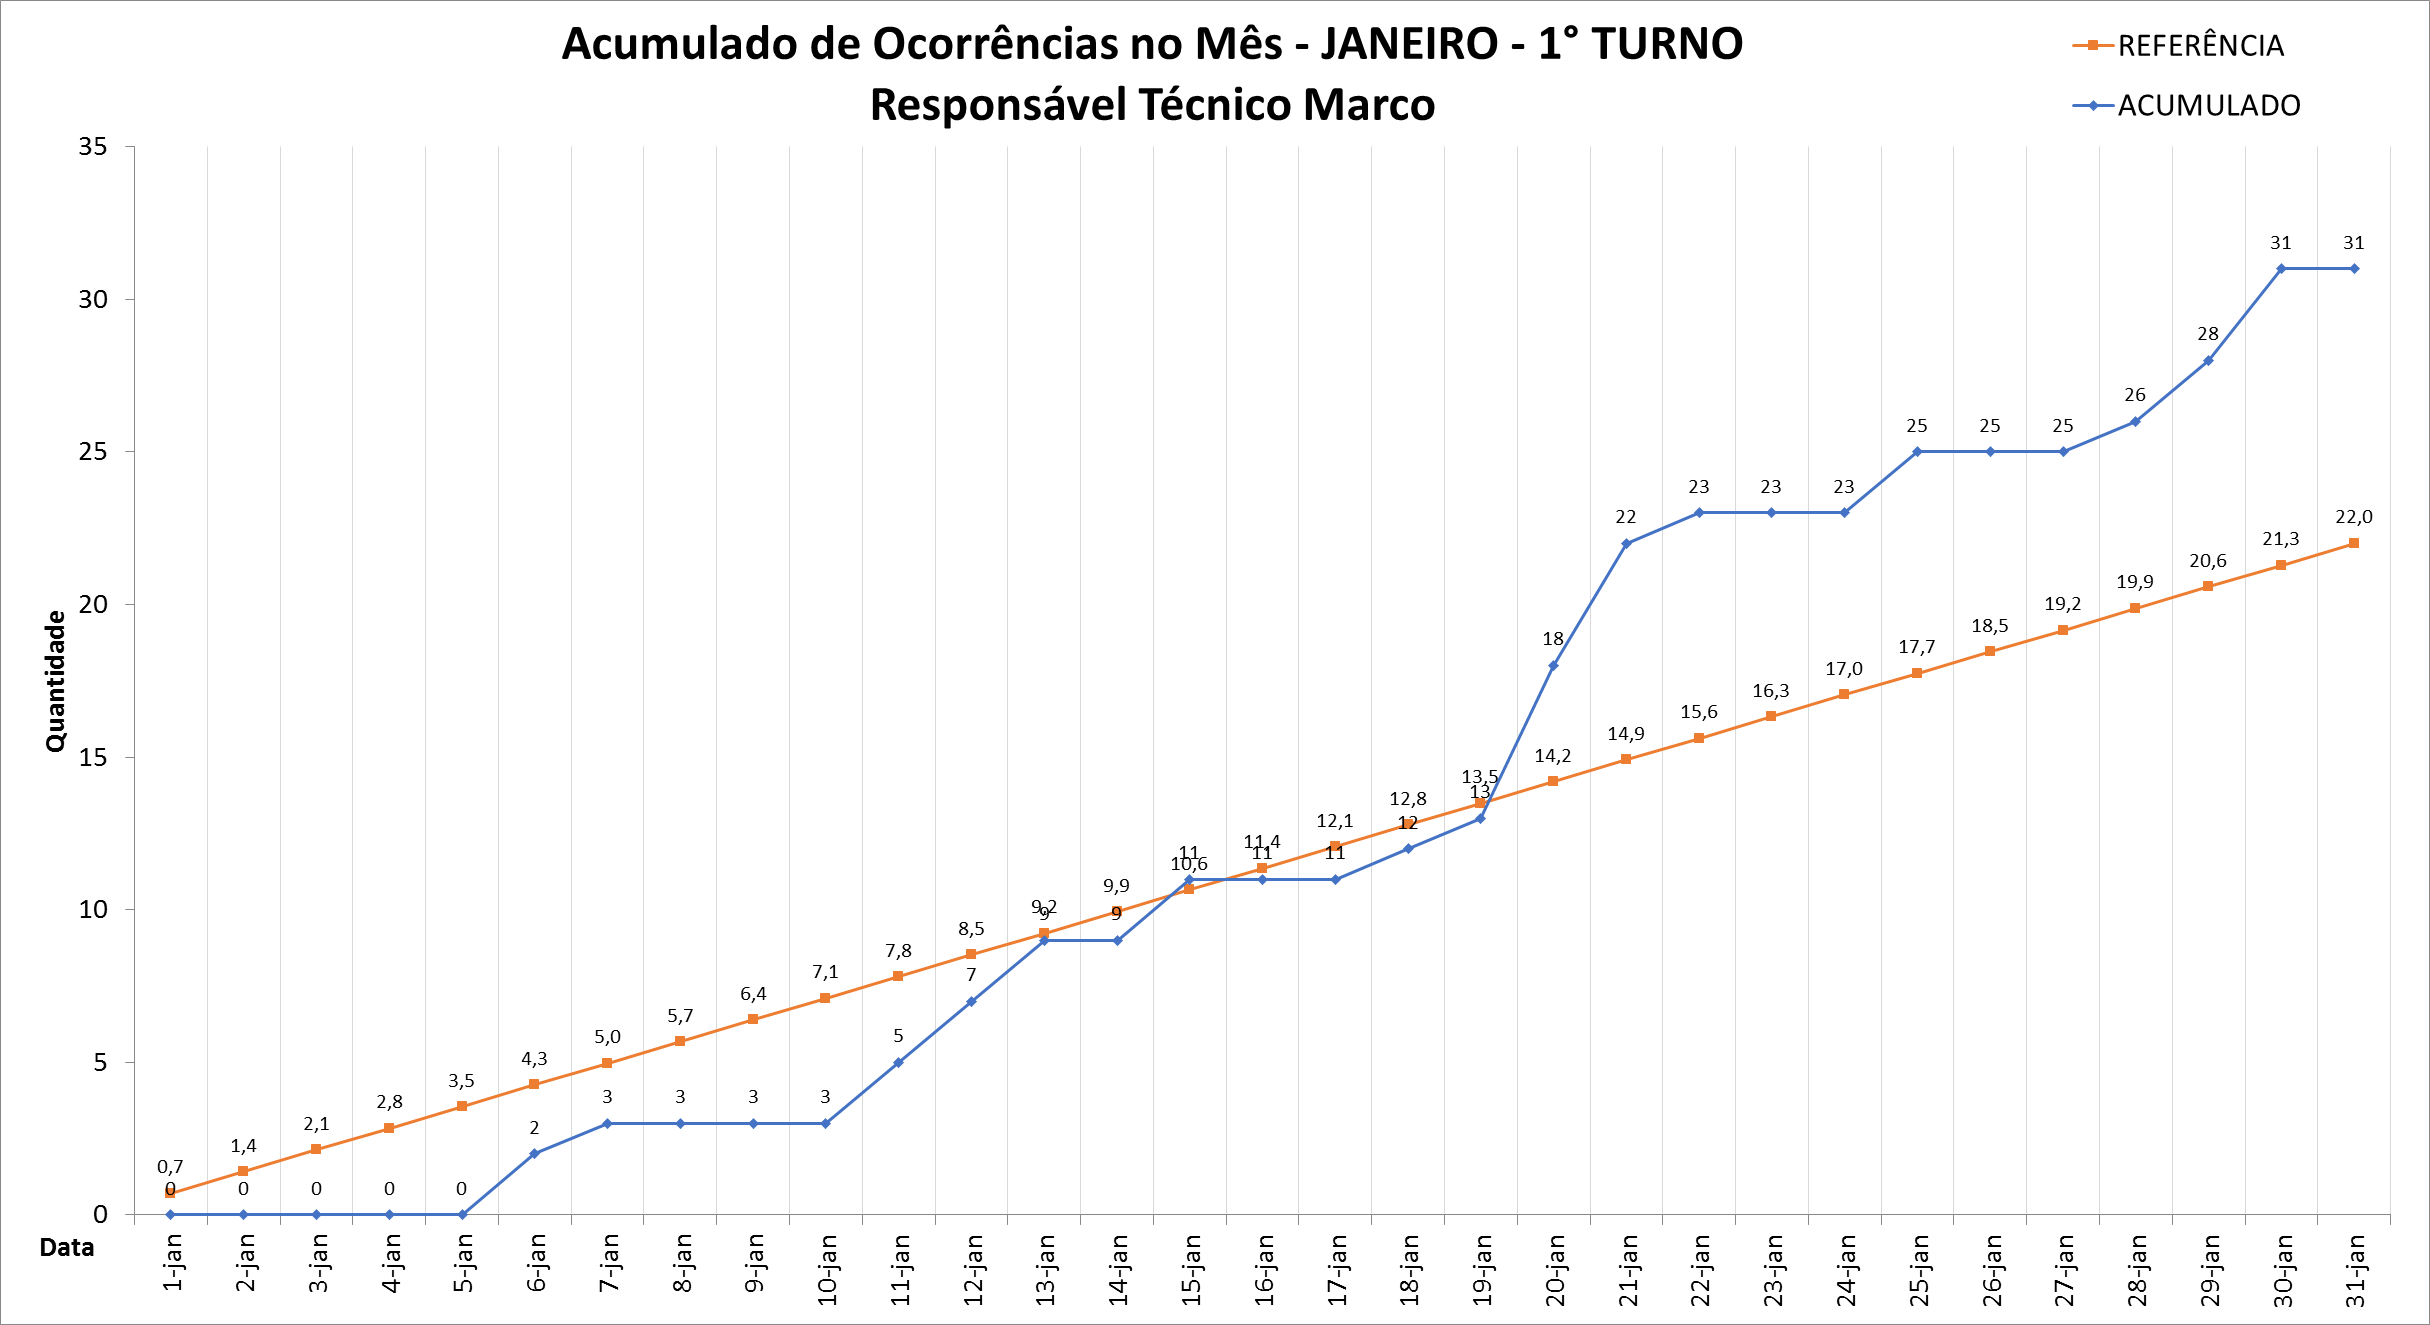 Acumulado de Ocorrências no Mês - JANEIRO - 1° TURNO
Responsável Técnico Marco
REFERÊNCIA
ACUMULADO
Quantidade
35
30
25
20
15
10
5
0
0,7 1,4 2,1 2,8 3,5 4,3 5,0 5,7 6,4 7,1 7,8 8,5 9,2 9,9 10,6 11,4 12,1 12,8 13,5 14,2 14,9 15,6 16,3 17,0 17,7 18,5 19,2 19,9 20,6 21,3 22,0
0 0 0 0 0 2 3 3 3 3 5 7 9 9 11 11 11 12 13 18 22 23 23 23 25 25 25 26 28 31 31
Data
1-jan
2-jan
3-jan
4-jan
5-jan
6-jan
7-jan
8-jan
9-jan
10-jan
11-jan
12-jan
13-jan
14-jan
15-jan
16-jan
17-jan
18-jan
19-jan
20-jan
21-jan
22-jan
23-jan
24-jan
25-jan
26-jan
27-jan
28-jan
29-jan
30-jan
31-jan